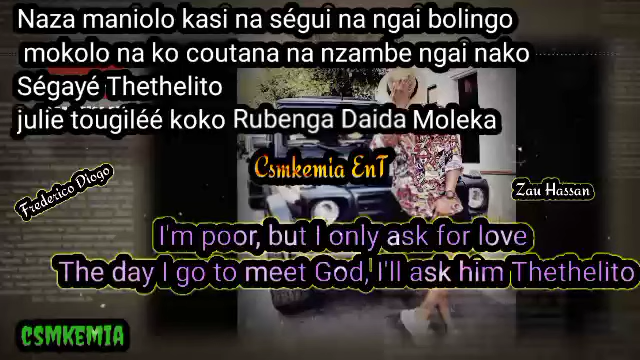 Naza maniolo kasi na ségui na ngai bolingo
mokolo na ko coutana na nzambe ngai nako
Ségayé Thethelito
julie tougiléé koko Rubenga Daida Moleka
Csmkemia EnT
Frederico Diogo
Zau Hassan
I'm poor, but I only ask for love
The day I go to meet God, I'll ask him Thethelito
CSMKEMIA